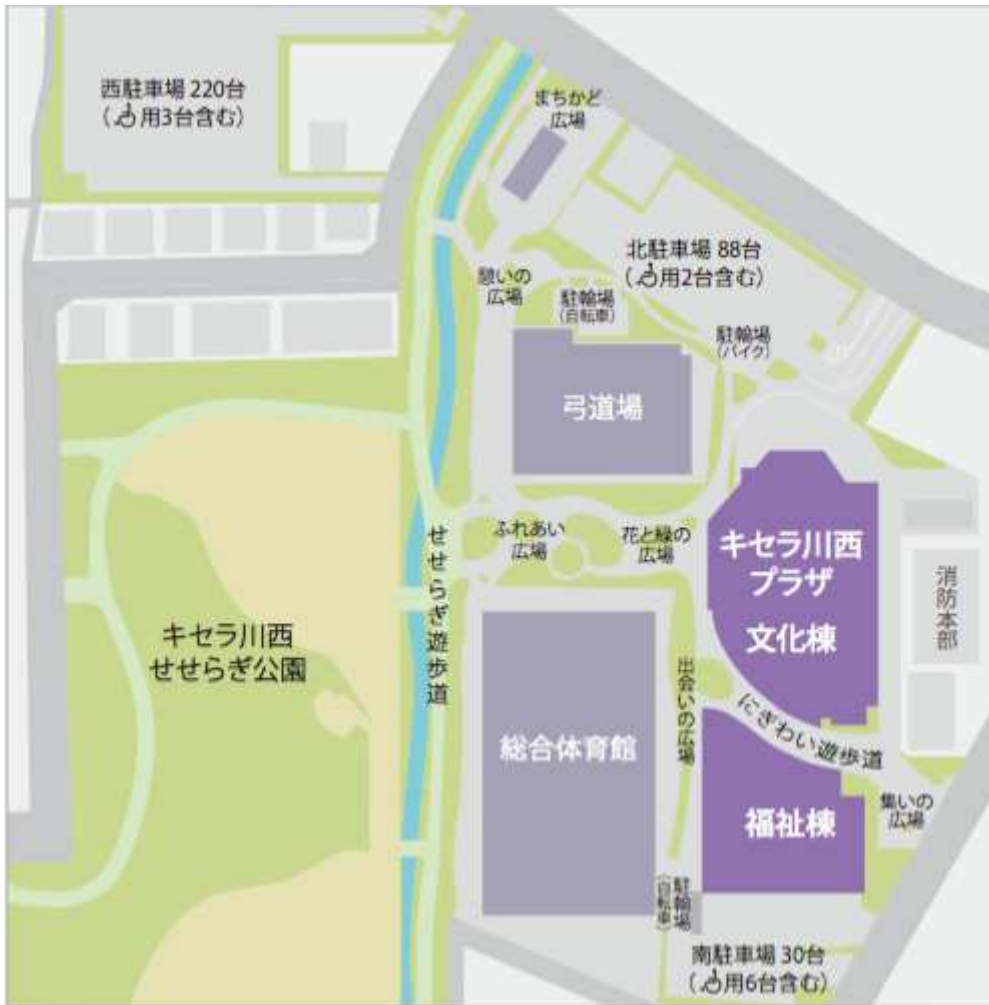 西駐車場 220台
(♿用3台含む)
まちかど
広場
北駐車場 88台
(♿用2台含む)
憩いの
広場
駐輪場
(自転車)
駐輪場
(バイク)
弓道場
ふれあい
広場
花と緑の
広場
せせらぎ遊歩道
キセラ川西
プラザ
文化棟
消防本部
キセラ川西
せせらぎ公園
出会いの広場
にぎわい遊歩道
総合体育館
福祉棟
集いの
広場
駐輪場
(自転車)
南駐車場 30台
(♿用6台含む)